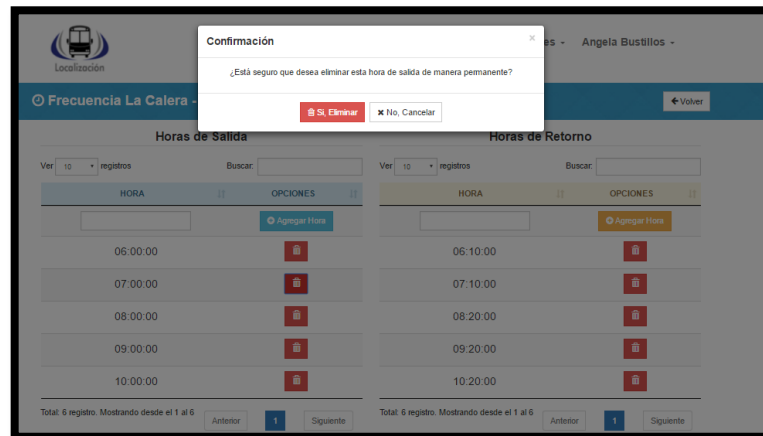 Localización
Confirmación
×
es
Angela Bustillos
¿Está seguro que desea eliminar esta hora de salida de manera permanente?
Si, Eliminar
No, Cancelar
Frecuencia La Calera -
Volver
Horas de Salida
Horas de Retorno
Ver 10 registros
Buscar:
Ver 10 registros
Buscar:
HORA OPCIONES
HORA OPCIONES
Agregar Hora
Agregar Hora
06:00:00
06:10:00
07:00:00
07:10:00
08:00:00
08:20:00
09:00:00
09:20:00
10:00:00
10:20:00
Total: 6 registro. Mostrando desde el 1 al 6
Anterior 1 Siguiente
Total: 6 registro. Mostrando desde el 1 al 6
Anterior 1 Siguiente